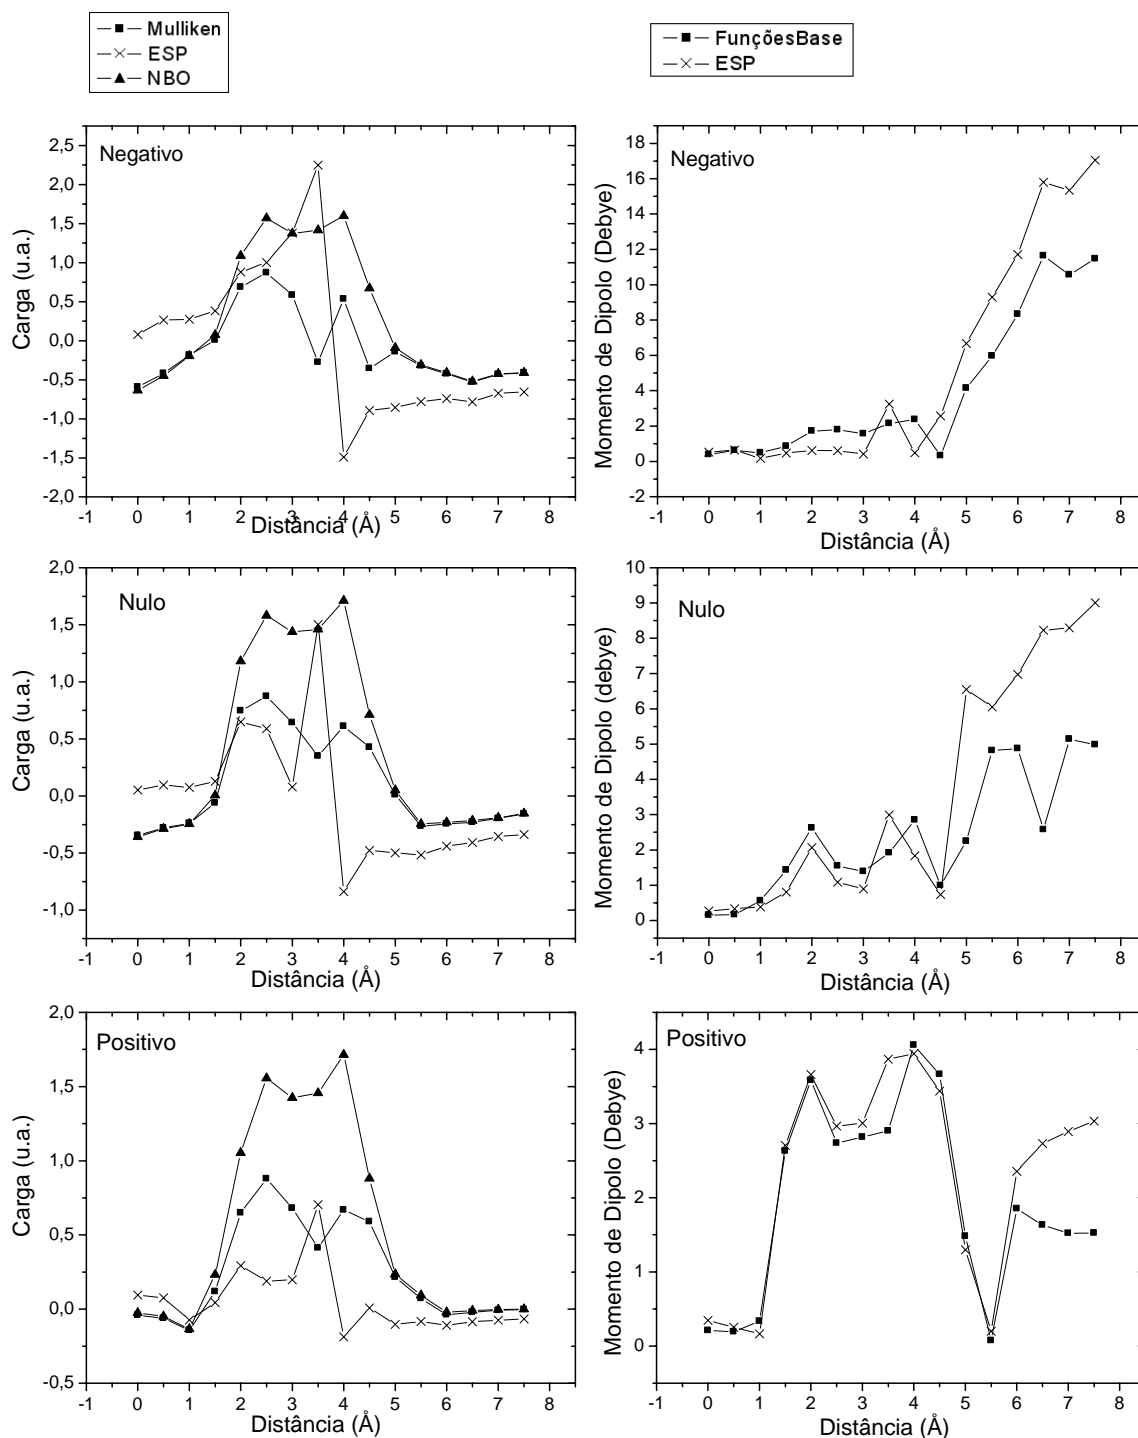 Mulliken
ESP
NBO
FunçõesBase
ESP
Negativo
Carga (u.a.)
2,5
2,0
1,5
1,0
0,5
0,0
-0,5
-1,0
-1,5
-2,0
-1 0 1 2 3 4 5 6 7 8
Distância (Å)
Negativo
Momento de Dipolo (Debye)
18
16
14
12
10
8
6
4
2
0
-2
-1 0 1 2 3 4 5 6 7 8
Distância (Å)
Nulo
Carga (u.a.)
2,0
1,5
1,0
0,5
0,0
-0,5
-1,0
-1 0 1 2 3 4 5 6 7 8
Distância (Å)
Nulo
Momento de Dipolo (debye)
10
9
8
7
6
5
4
3
2
1
0
-1 0 1 2 3 4 5 6 7 8
Distância (Å)
Positivo
Carga (u.a.)
2,0
1,5
1,0
0,5
0,0
-0,5
-1 0 1 2 3 4 5 6 7 8
Distância (Å)
Positivo
Momento de Dipolo (Debye)
4
3
2
1
0
-1 0 1 2 3 4 5 6 7 8
Distância (Å)